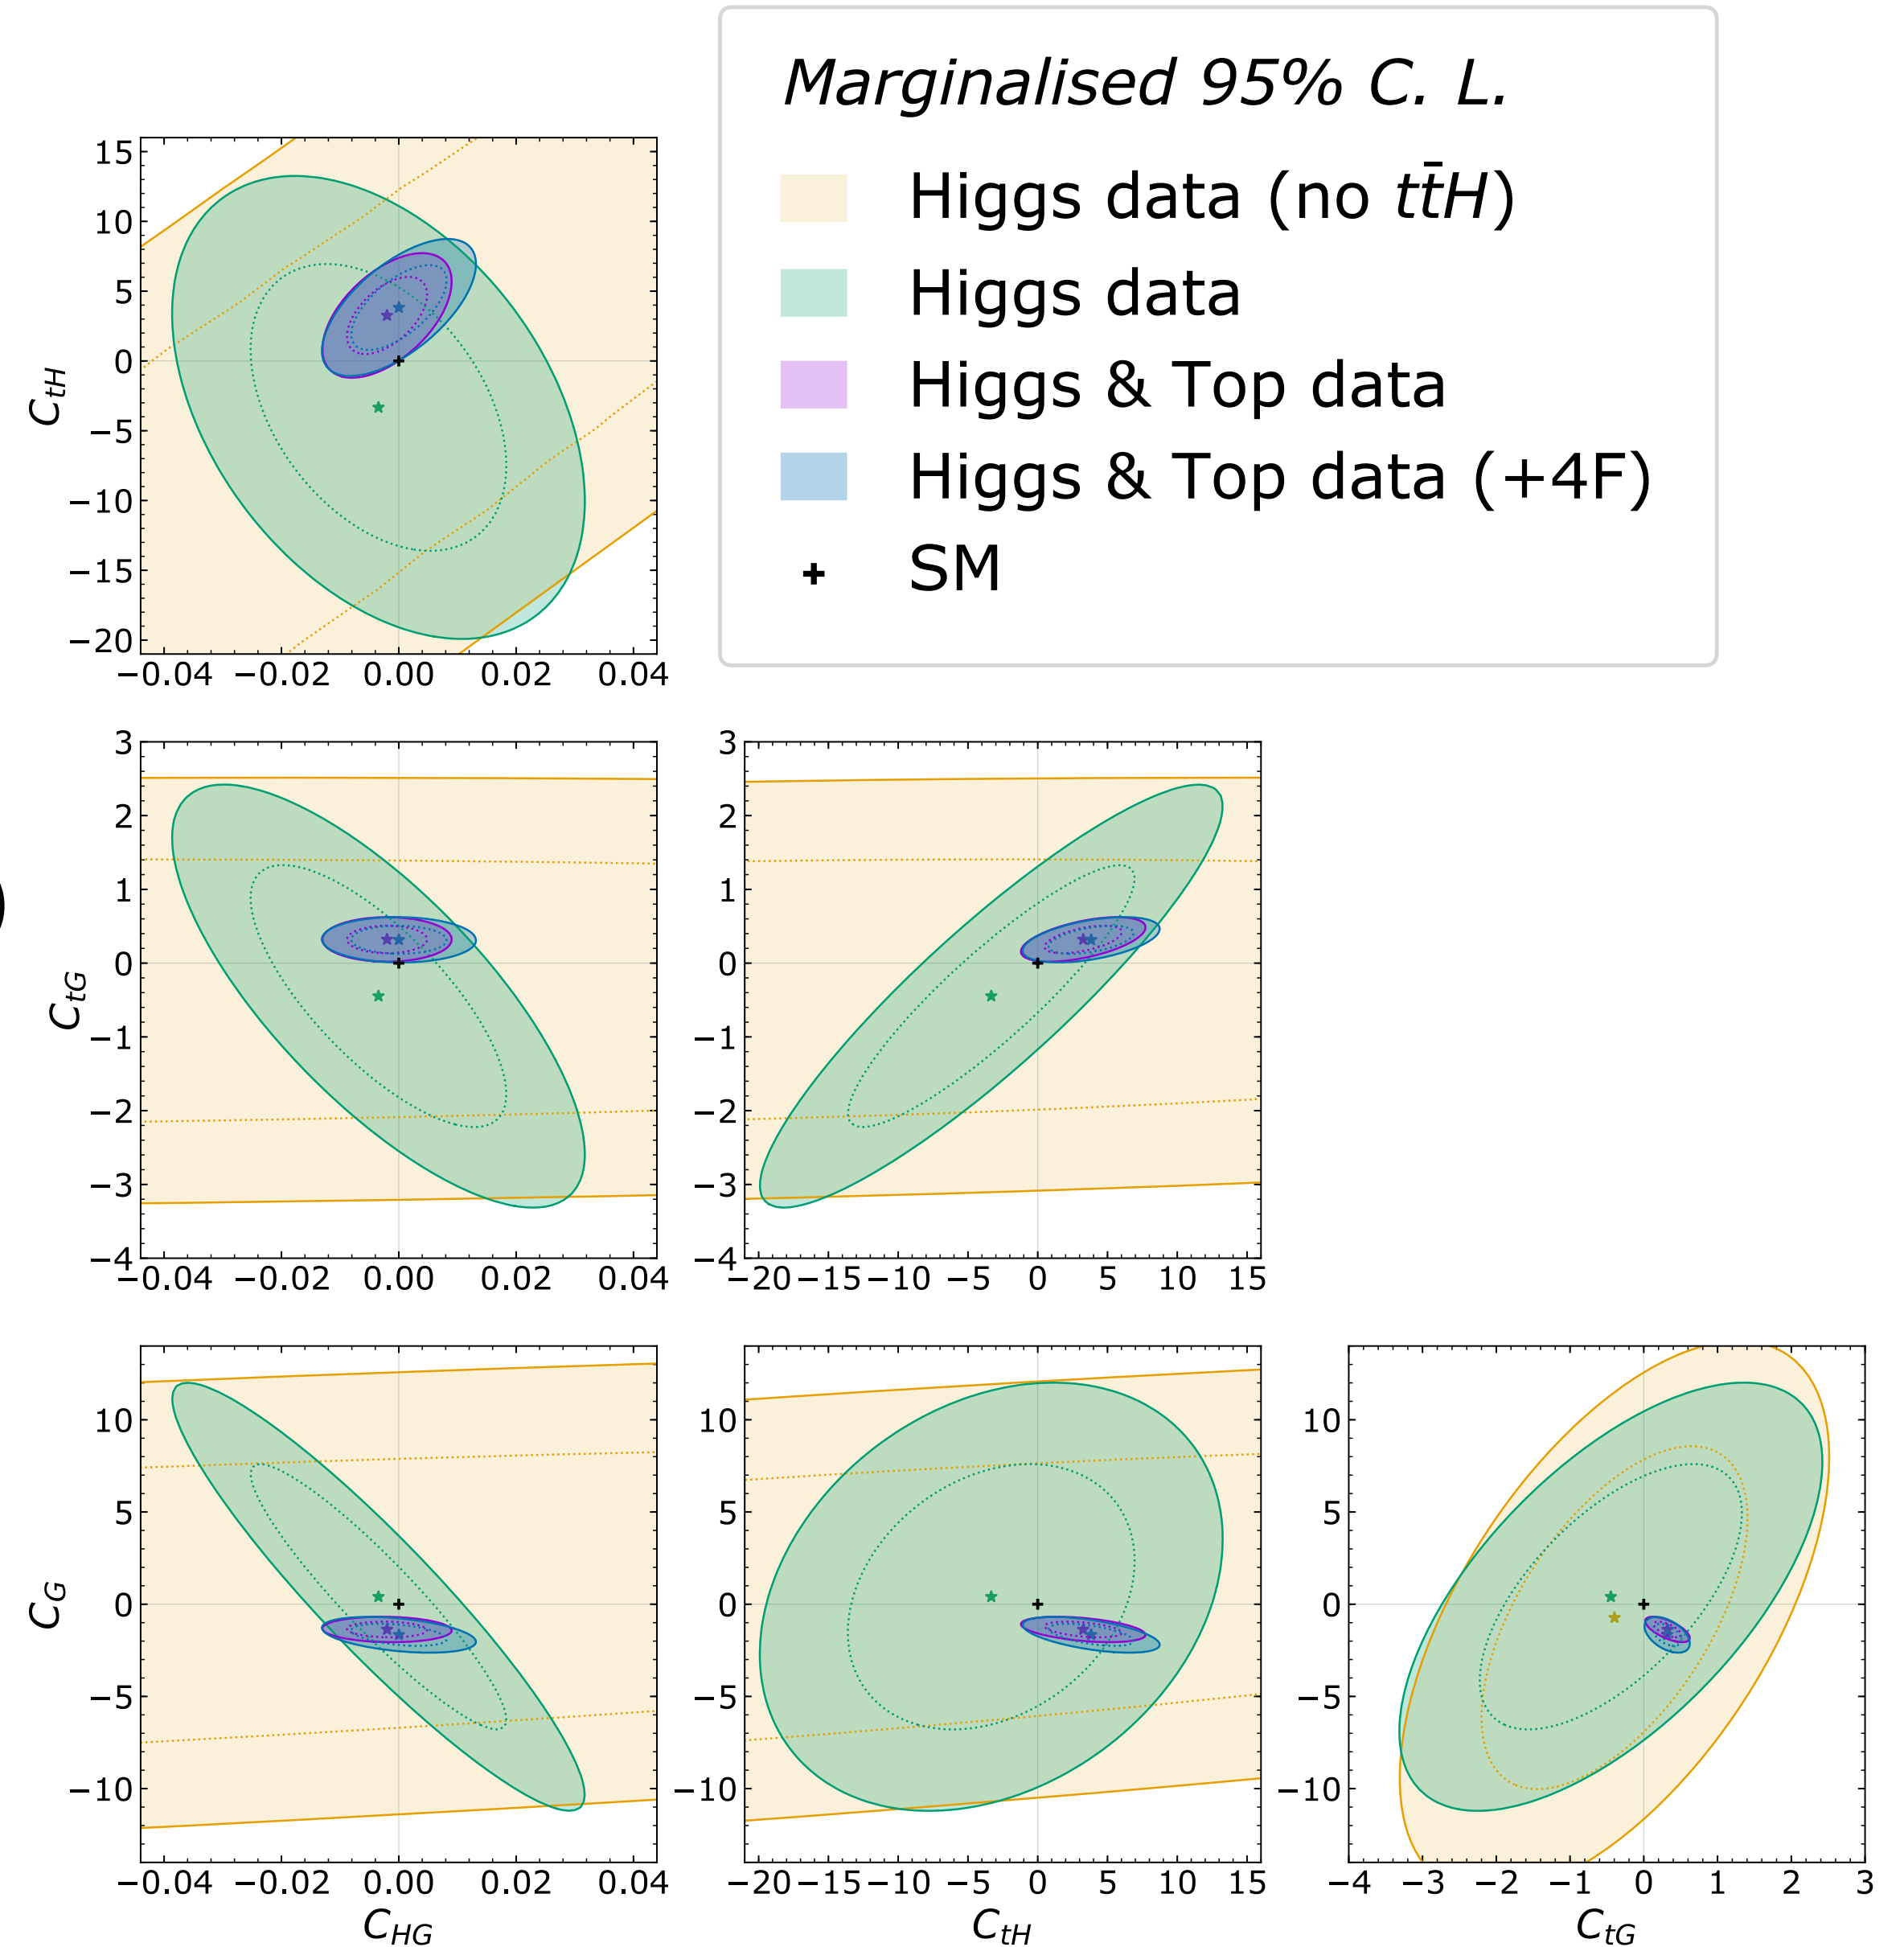 Marginalised 95% C. L.
Higgs data (no tt̄H)
Higgs data
Higgs & Top data
Higgs & Top data (+4F)
SM
15
10
5
0
−5
−10
−15
−20
C_tH
−0.04 −0.02 0.00 0.02 0.04
3
2
1
0
−1
−2
−3
−4
C_tG
−0.04 −0.02 0.00 0.02 0.04
3
2
1
0
−1
−2
−3
−4
−20 −15 −10 −5 0 5 10 15
10
5
0
−5
−10
C_G
−0.04 −0.02 0.00 0.02 0.04
C_HG
10
5
0
−5
−10
−20 −15 −10 −5 0 5 10 15
C_tH
10
5
0
−5
−10
−4 −3 −2 −1 0 1 2 3
C_tG